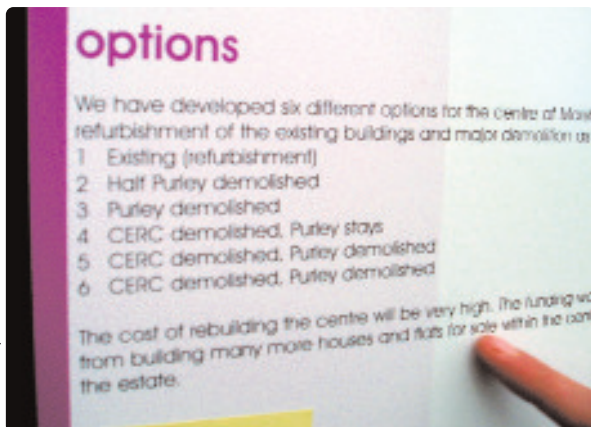 options
We have developed six different options for the centre at
refurbishment of the existing buildings and major demolition
1 Existing (refurbishment)
2 Half Purley demolished
3 Purley demolished
4 CERC demolished, Purley stays
5 CERC demolished, Purley demolished
6 CERC demolished, Purley demolished
The cost of rebuilding the centre will be very high. The funding
from building many more houses and flats for sale within the
the estate.